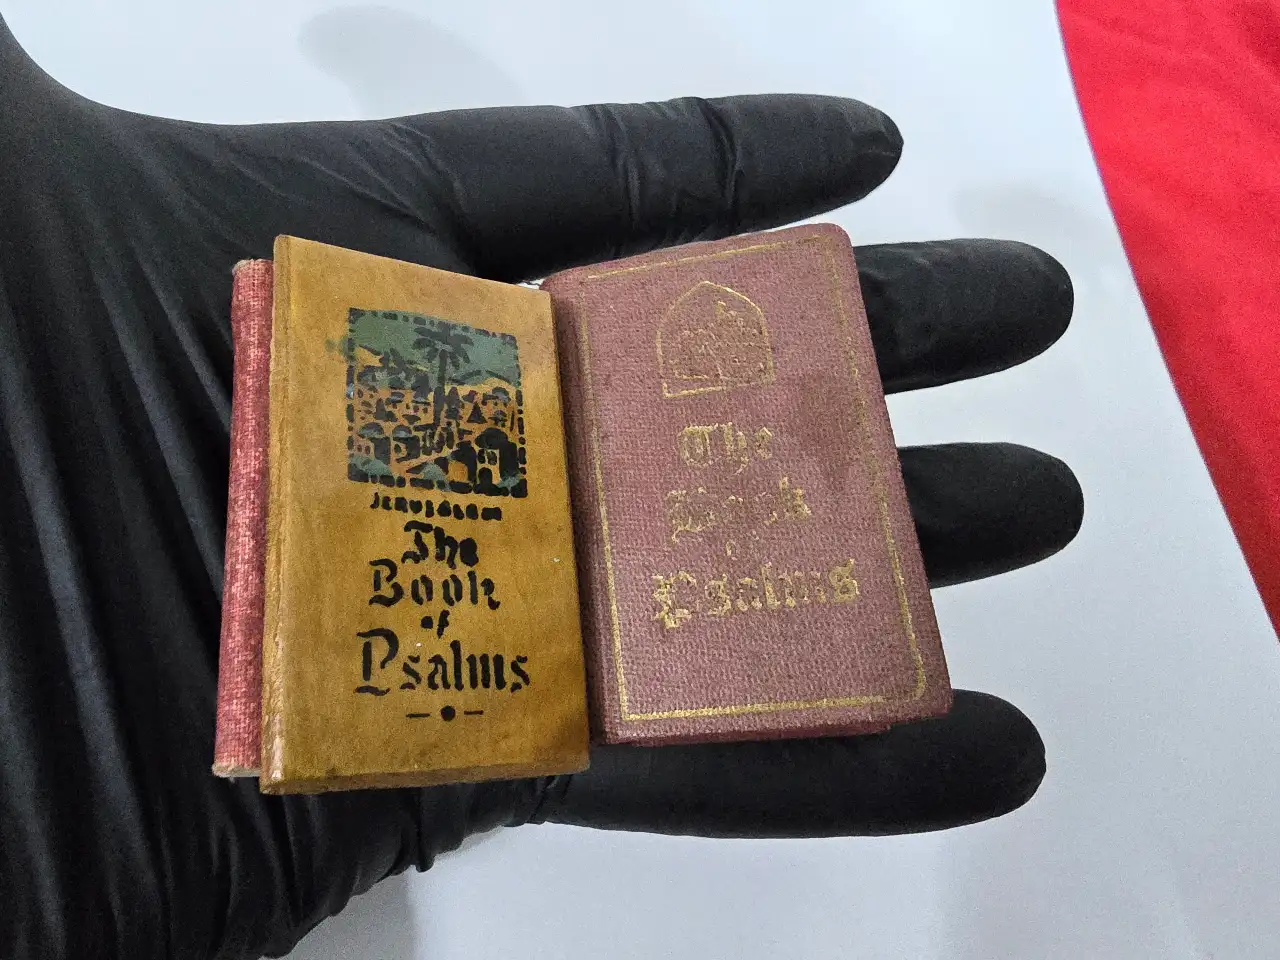 Jerusalem
The
Book
of
Psalms
The
Book
of
Psalms